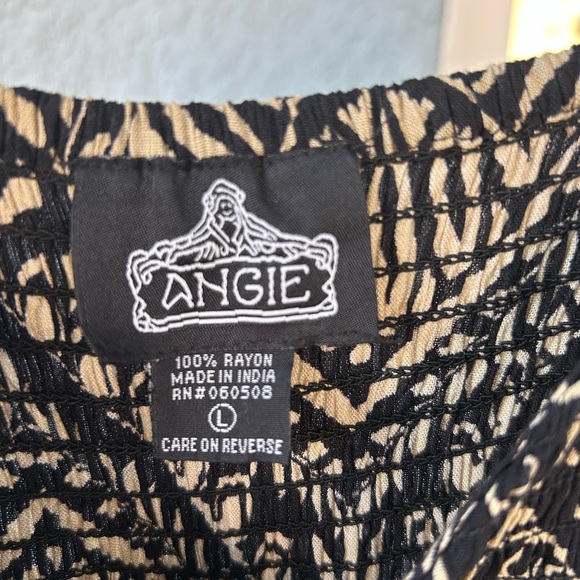 ANGIE
100% RAYON
MADE IN INDIA
RN#060508
L
CARE ON REVERSE